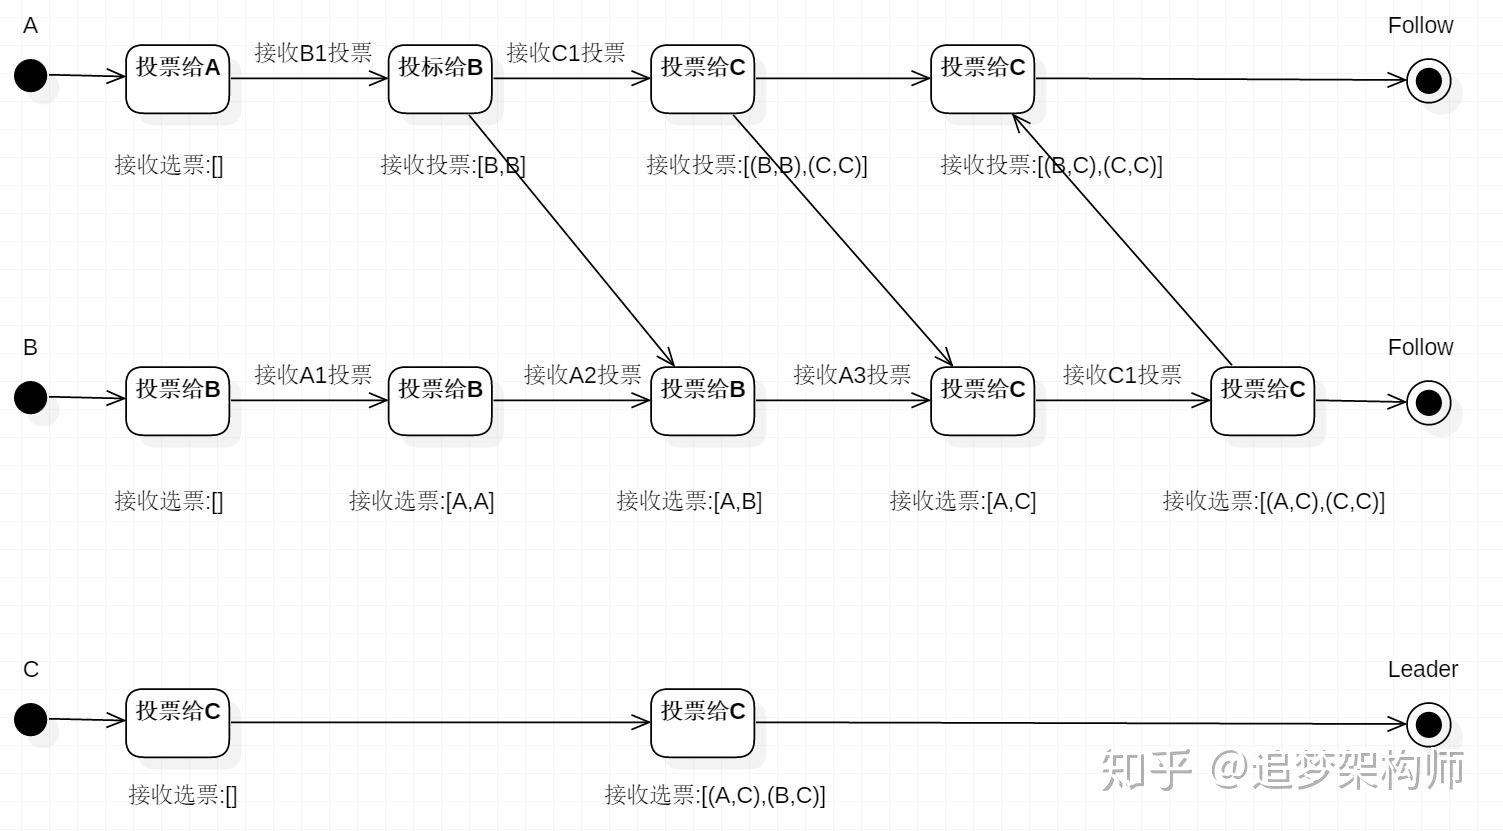 A
Follow
投票给A
接收B1投票
投标给B
接收C1投票
投票给C
投票给C
接收选票:[]
接收投票:[B,B]
接收投票:[(B,B),(C,C)]
接收投票:[(B,C),(C,C)]
B
Follow
投票给B
接收A1投票
投票给B
接收A2投票
投票给B
接收A3投票
投票给C
接收C1投票
投票给C
接收选票:[]
接收选票:[A,A]
接收选票:[A,B]
接收选票:[A,C]
接收选票:[(A,C),(C,C)]
C
Leader
投票给C
投票给C
接收选票:[]
接收选票:[(A,C),(B,C)]
知乎 @追梦架构师